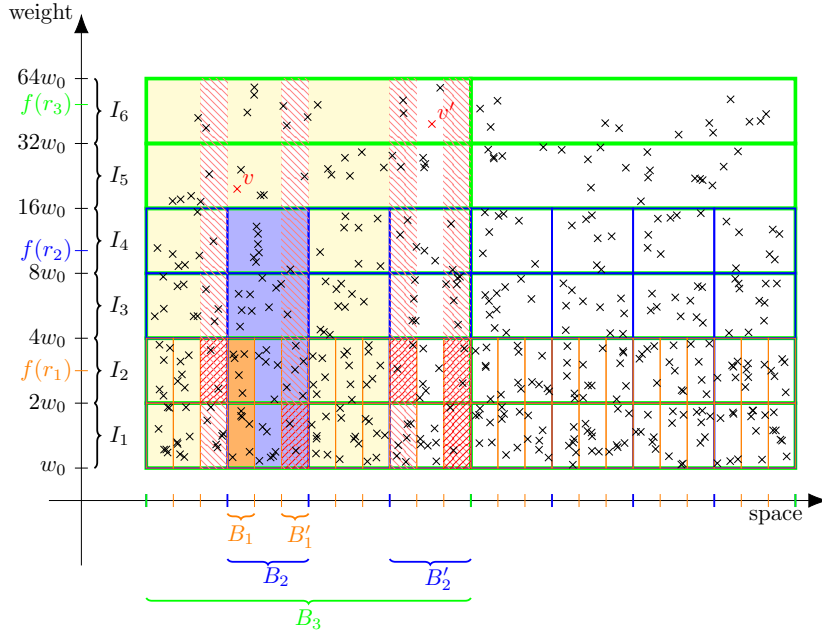 weight
64w₀
f(r₃)
I₆
v′
32w₀
I₅
v
16w₀
I₄
f(r₂)
8w₀
I₃
4w₀
f(r₁)
I₂
2w₀
I₁
w₀
space
B₁ B′₁
B₂ B′₂
B₃